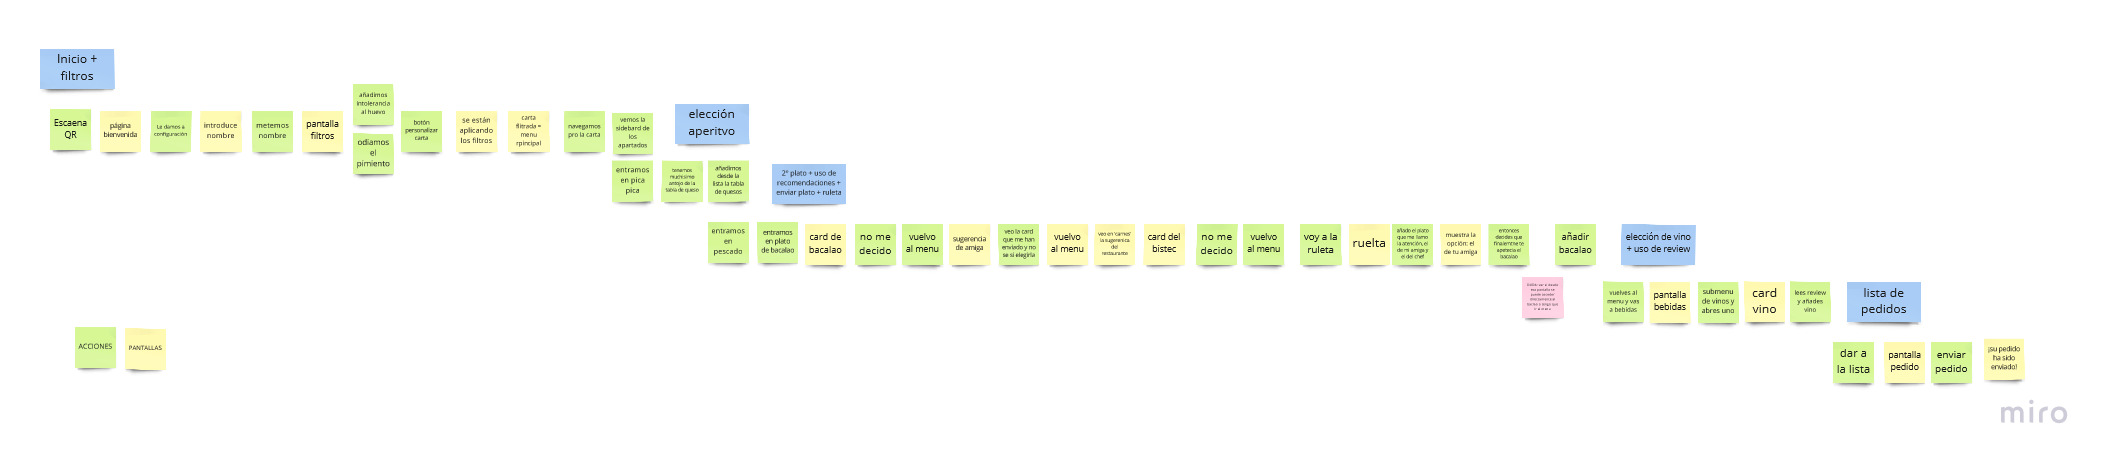 Inicio +
filtros
Escaena
QR
página
bienvenida
Le damos a
configuración
introduce
nombre
metemos
nombre
pantalla
filtros
añadimos
intolerancia
al huevo
odiamos
el
pimiento
botón
personalizar
carta
se están
aplicando
los filtros
carta
filtrada =
menu
rpincipal
navegamos
pro la carta
vemos la
sidebard de
los
apartados
elección
aperitvo
entramos
en pica
pica
tenemos
muchísimo
antojo de la
tabla de queso
añadimos
desde la
lista la tabla
de quesos
2º plato + uso de
recomendaciones +
enviar plato + ruleta
entramos
en
pescado
entramos
en plato
de bacalao
card de
bacalao
no me
decido
vuelvo
al menu
sugerencia
de amiga
veo la card
que me han
enviado y no
se si elegirla
vuelvo
al menu
veo en 'carnes'
la sugerenica
del
restaurante
card del
bistec
no me
decido
vuelvo
al menu
voy a la
ruleta
ruelta
añado el plato
que me llamo
la atención, el
de mi amiga y
el del chef
muestra la
opción: el
de tu amiga
entonces
decides que
finalemthe te
apetecia el
bacalao
añadir
bacalao
elección de vino
+ uso de review
vuelves al
menu y vas
a bebidas
pantalla
bebidas
submenu
de vinos y
abres uno
card
vino
lees review
y añades
vino
lista de
pedidos
dar a
la lista
pantalla
pedido
enviar
pedido
¡su pedido
ha sido
enviado!
ACCIONES
PANTALLAS
miro